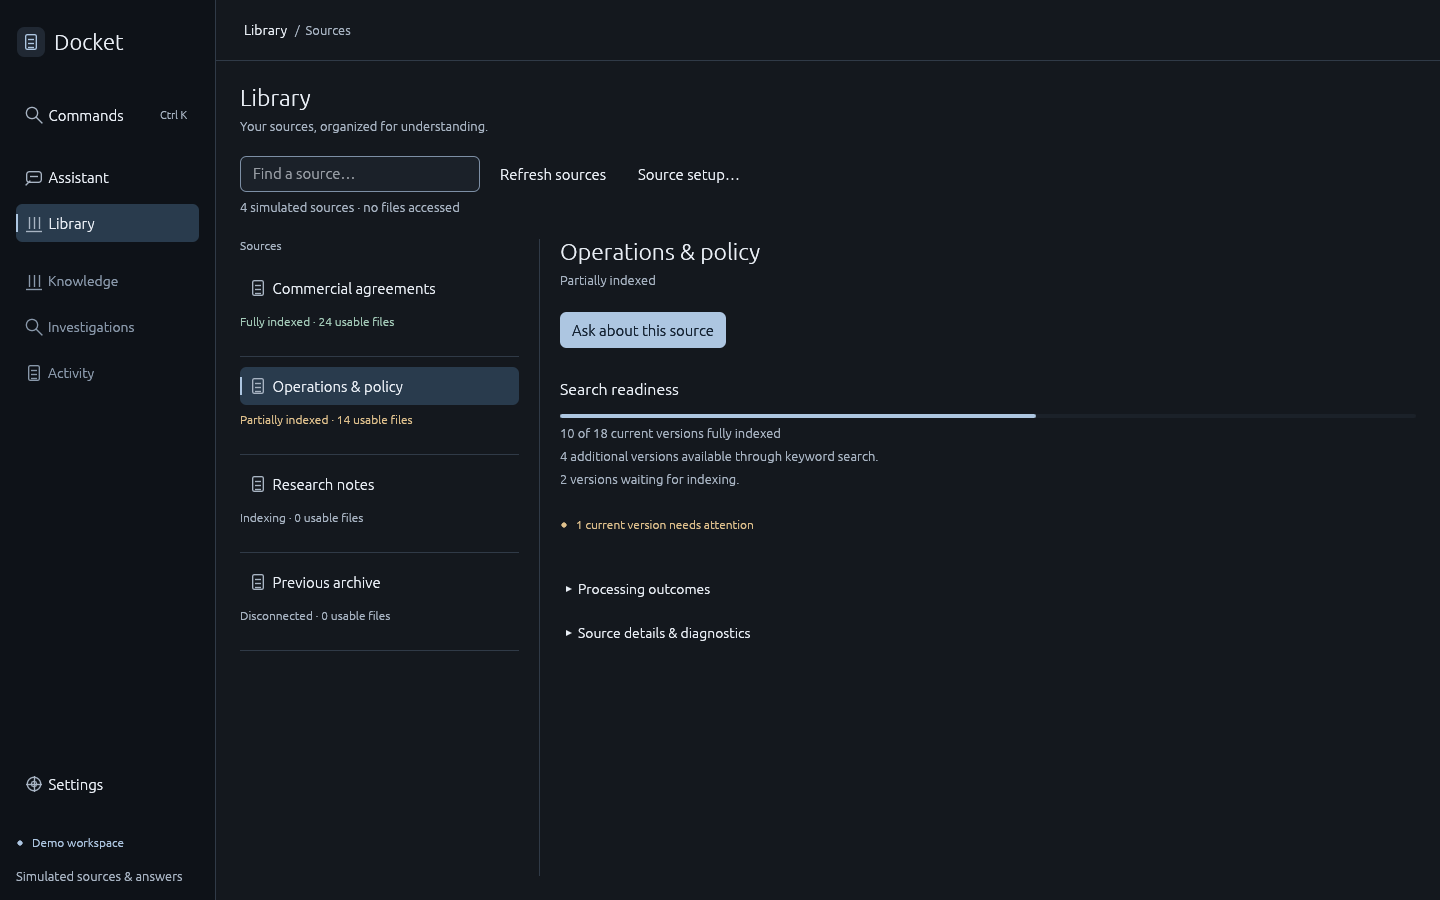 Docket
Commands Ctrl K
Assistant
Library
Knowledge
Investigations
Activity
Settings
Demo workspace
Simulated sources & answers
Library / Sources
Library
Your sources, organized for understanding.
Find a source…
Refresh sources
Source setup…
4 simulated sources · no files accessed
Sources
Commercial agreements
Fully indexed · 24 usable files
Operations & policy
Partially indexed · 14 usable files
Research notes
Indexing · 0 usable files
Previous archive
Disconnected · 0 usable files
Operations & policy
Partially indexed
Ask about this source
Search readiness
10 of 18 current versions fully indexed
4 additional versions available through keyword search.
2 versions waiting for indexing.
1 current version needs attention
Processing outcomes
Source details & diagnostics